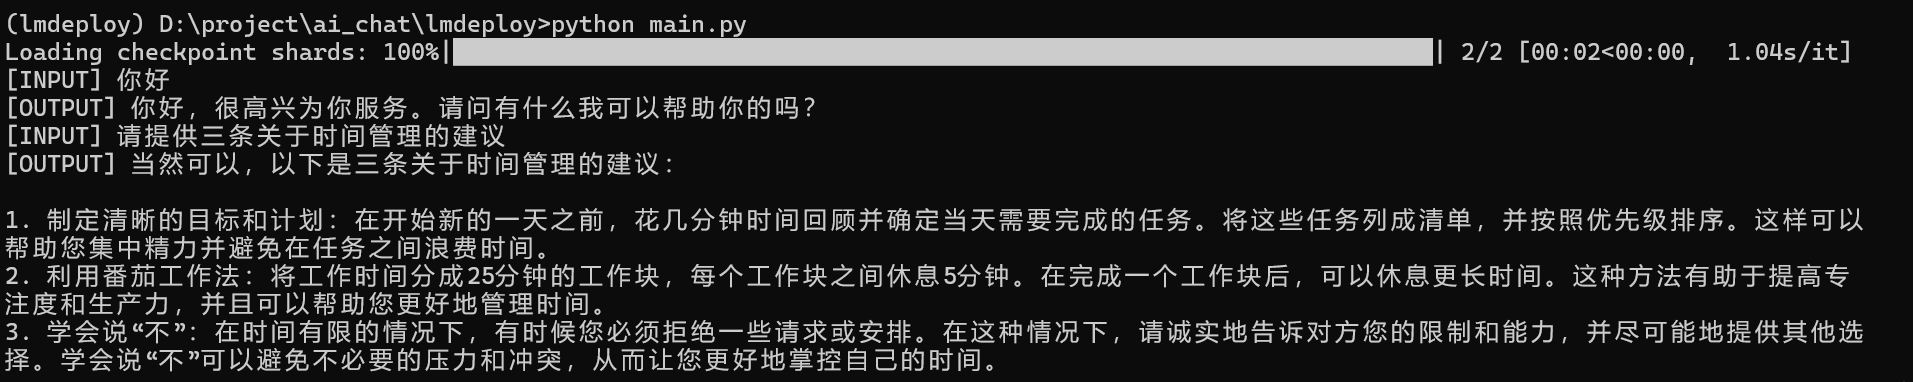 (lmdeploy) D:\project\ai_chat\lmdeploy>python main.py
Loading checkpoint shards: 100%|██████████| 2/2 [00:02<00:00,  1.04s/it]
[INPUT] 你好
[OUTPUT] 你好，很高兴为你服务。请问有什么我可以帮助你的吗？
[INPUT] 请提供三条关于时间管理的建议
[OUTPUT] 当然可以，以下是三条关于时间管理的建议：
1. 制定清晰的目标和计划：在开始新的一天之前，花几分钟时间回顾并确定当天需要完成的任务。将这些任务列成清单，并按照优先级排序。这样可以
帮助您集中精力并避免在任务之间浪费时间。
2. 利用番茄工作法：将工作时间分成25分钟的工作块，每个工作块之间休息5分钟。在完成一个工作块后，可以休息更长时间。这种方法有助于提高专
注度和生产力，并且可以帮助您更好地管理时间。
3. 学会说“不”：在时间有限的情况下，有时候您必须拒绝一些请求或安排。在这种情况下，请诚实地告诉对方您的限制和能力，并尽可能地提供其他选
择。学会说“不”可以避免不必要的压力和冲突，从而让您更好地掌控自己的时间。